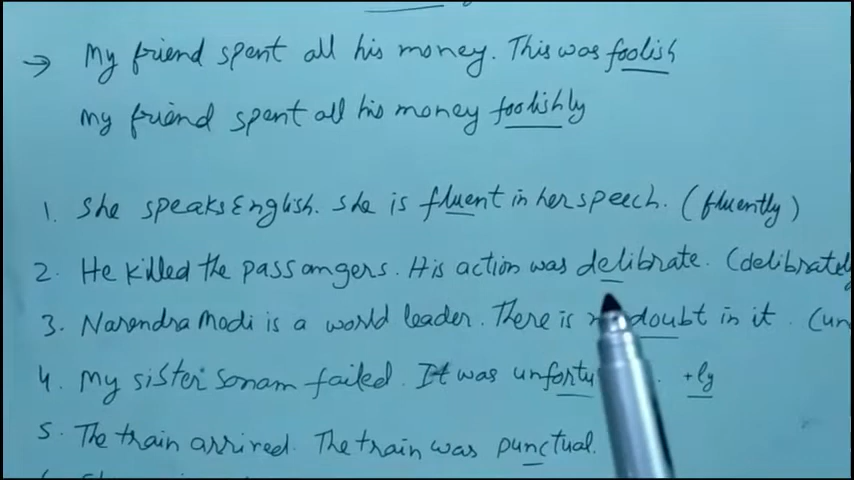 → My friend spent all his money. This was foolish
My friend spent all his money foolishly
1. She speaks English. She is fluent in her speech. (fluently)
2. He killed the passangers. His action was delibrate. (delibrately
3. Narendra Modi is a world leader. There is doubt in it. (un
4. My sister Sonam failed. It was unfortu +ly
5. The train arrived. The train was punctual.